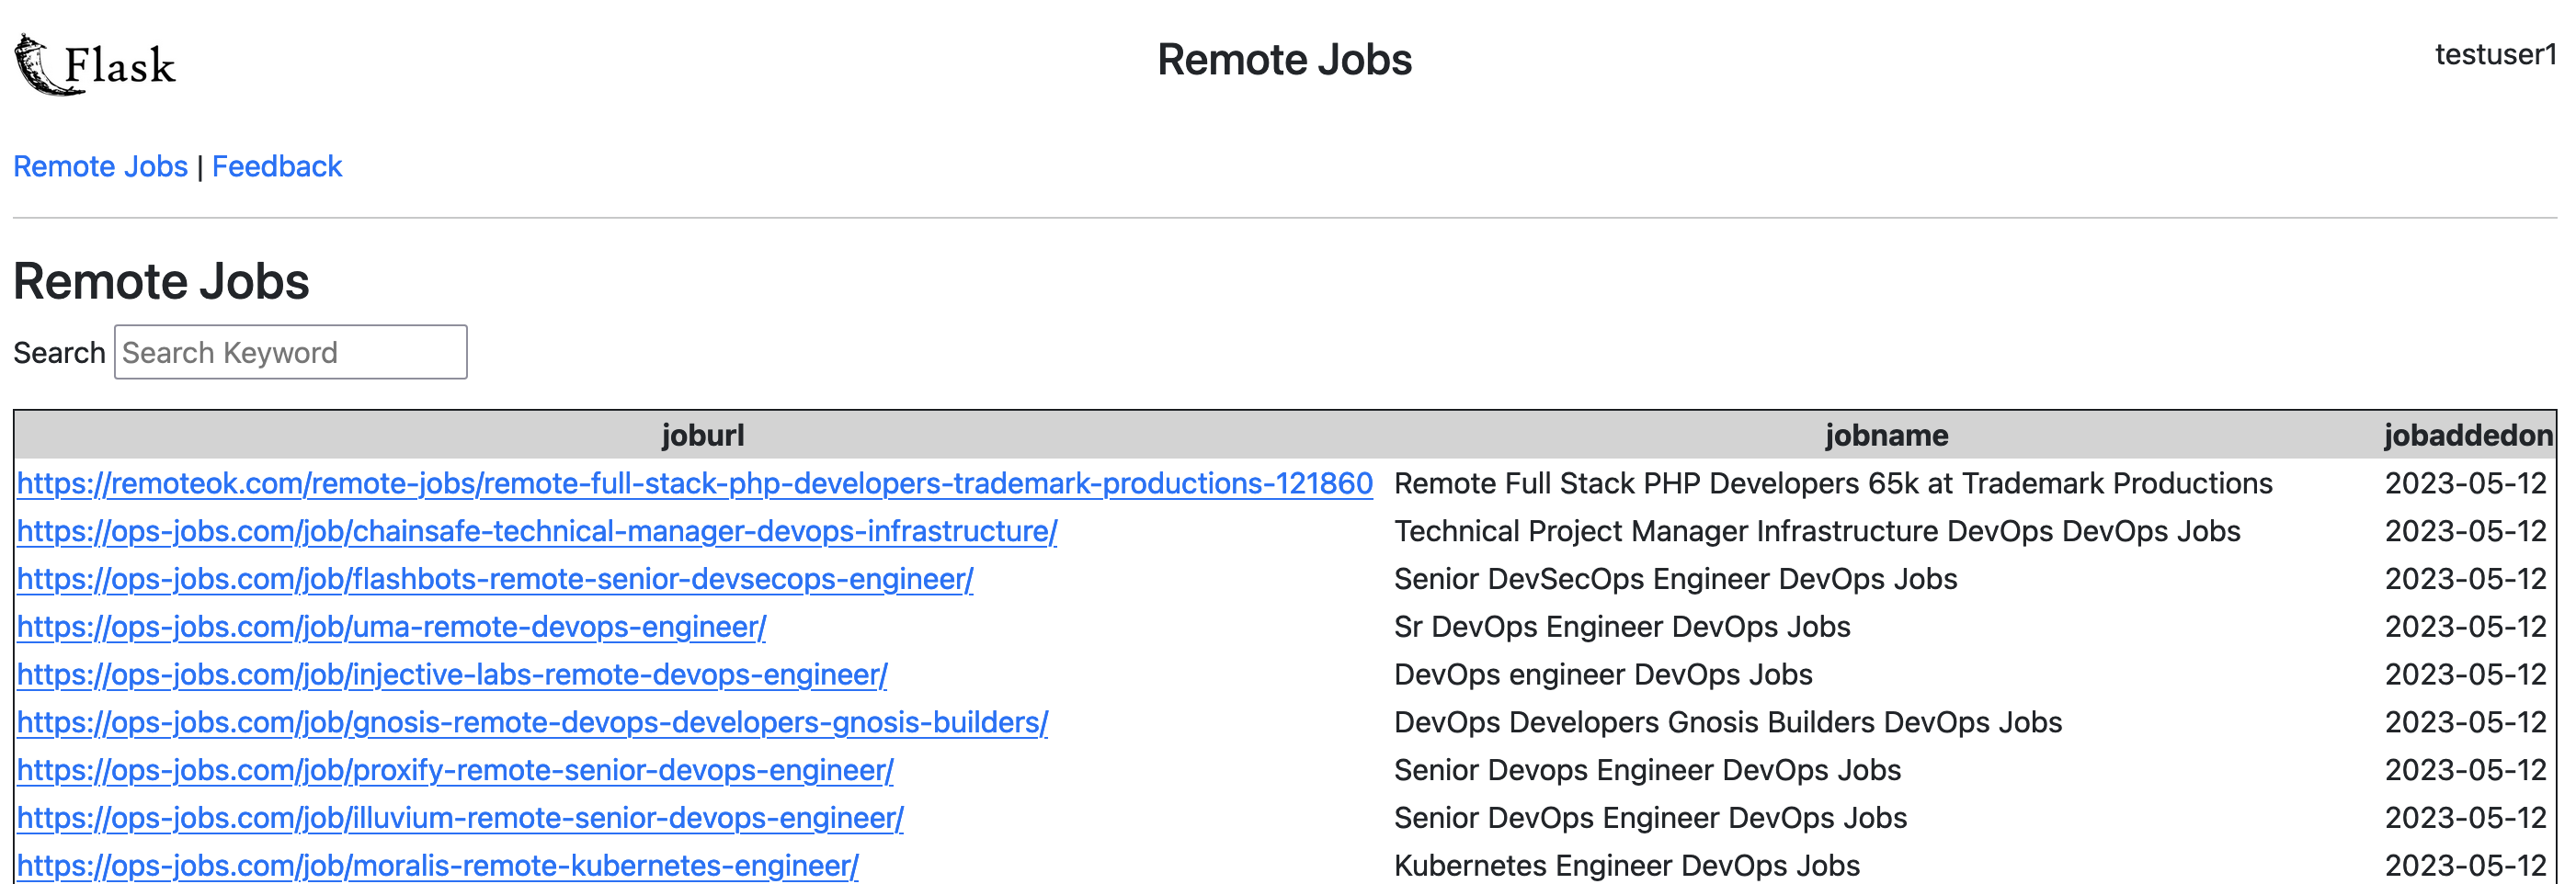 Flask
Remote Jobs
testuser1
Remote Jobs | Feedback
Remote Jobs
Search Search Keyword
joburl jobname jobaddedon
https://remoteok.com/remote-jobs/remote-full-stack-php-developers-trademark-productions-121860 Remote Full Stack PHP Developers 65k at Trademark Productions 2023-05-12
https://ops-jobs.com/job/chainsafe-technical-manager-devops-infrastructure/ Technical Project Manager Infrastructure DevOps DevOps Jobs 2023-05-12
https://ops-jobs.com/job/flashbots-remote-senior-devsecops-engineer/ Senior DevSecOps Engineer DevOps Jobs 2023-05-12
https://ops-jobs.com/job/uma-remote-devops-engineer/ Sr DevOps Engineer DevOps Jobs 2023-05-12
https://ops-jobs.com/job/injective-labs-remote-devops-engineer/ DevOps engineer DevOps Jobs 2023-05-12
https://ops-jobs.com/job/gnosis-remote-devops-developers-gnosis-builders/ DevOps Developers Gnosis Builders DevOps Jobs 2023-05-12
https://ops-jobs.com/job/proxify-remote-senior-devops-engineer/ Senior Devops Engineer DevOps Jobs 2023-05-12
https://ops-jobs.com/job/illuvium-remote-senior-devops-engineer/ Senior DevOps Engineer DevOps Jobs 2023-05-12
https://ops-jobs.com/job/moralis-remote-kubernetes-engineer/ Kubernetes Engineer DevOps Jobs 2023-05-12